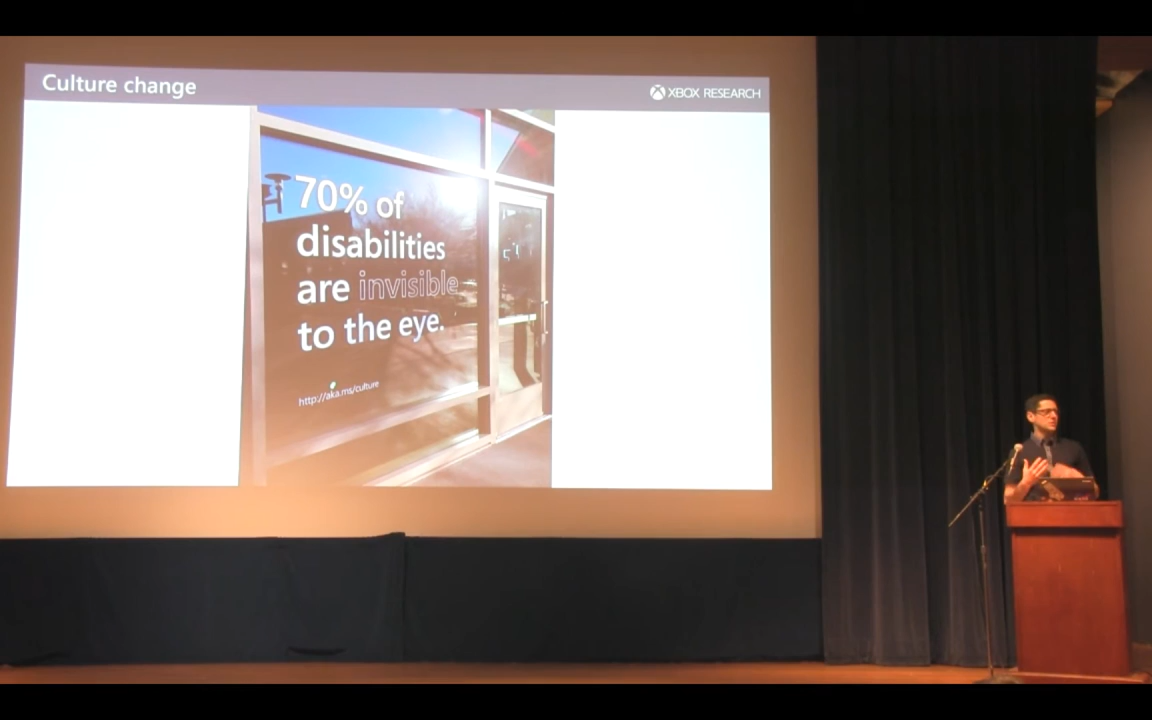 Culture change
XBOX RESEARCH
70% of
disabilities
are invisible
to the eye.
http://aka.ms/culture